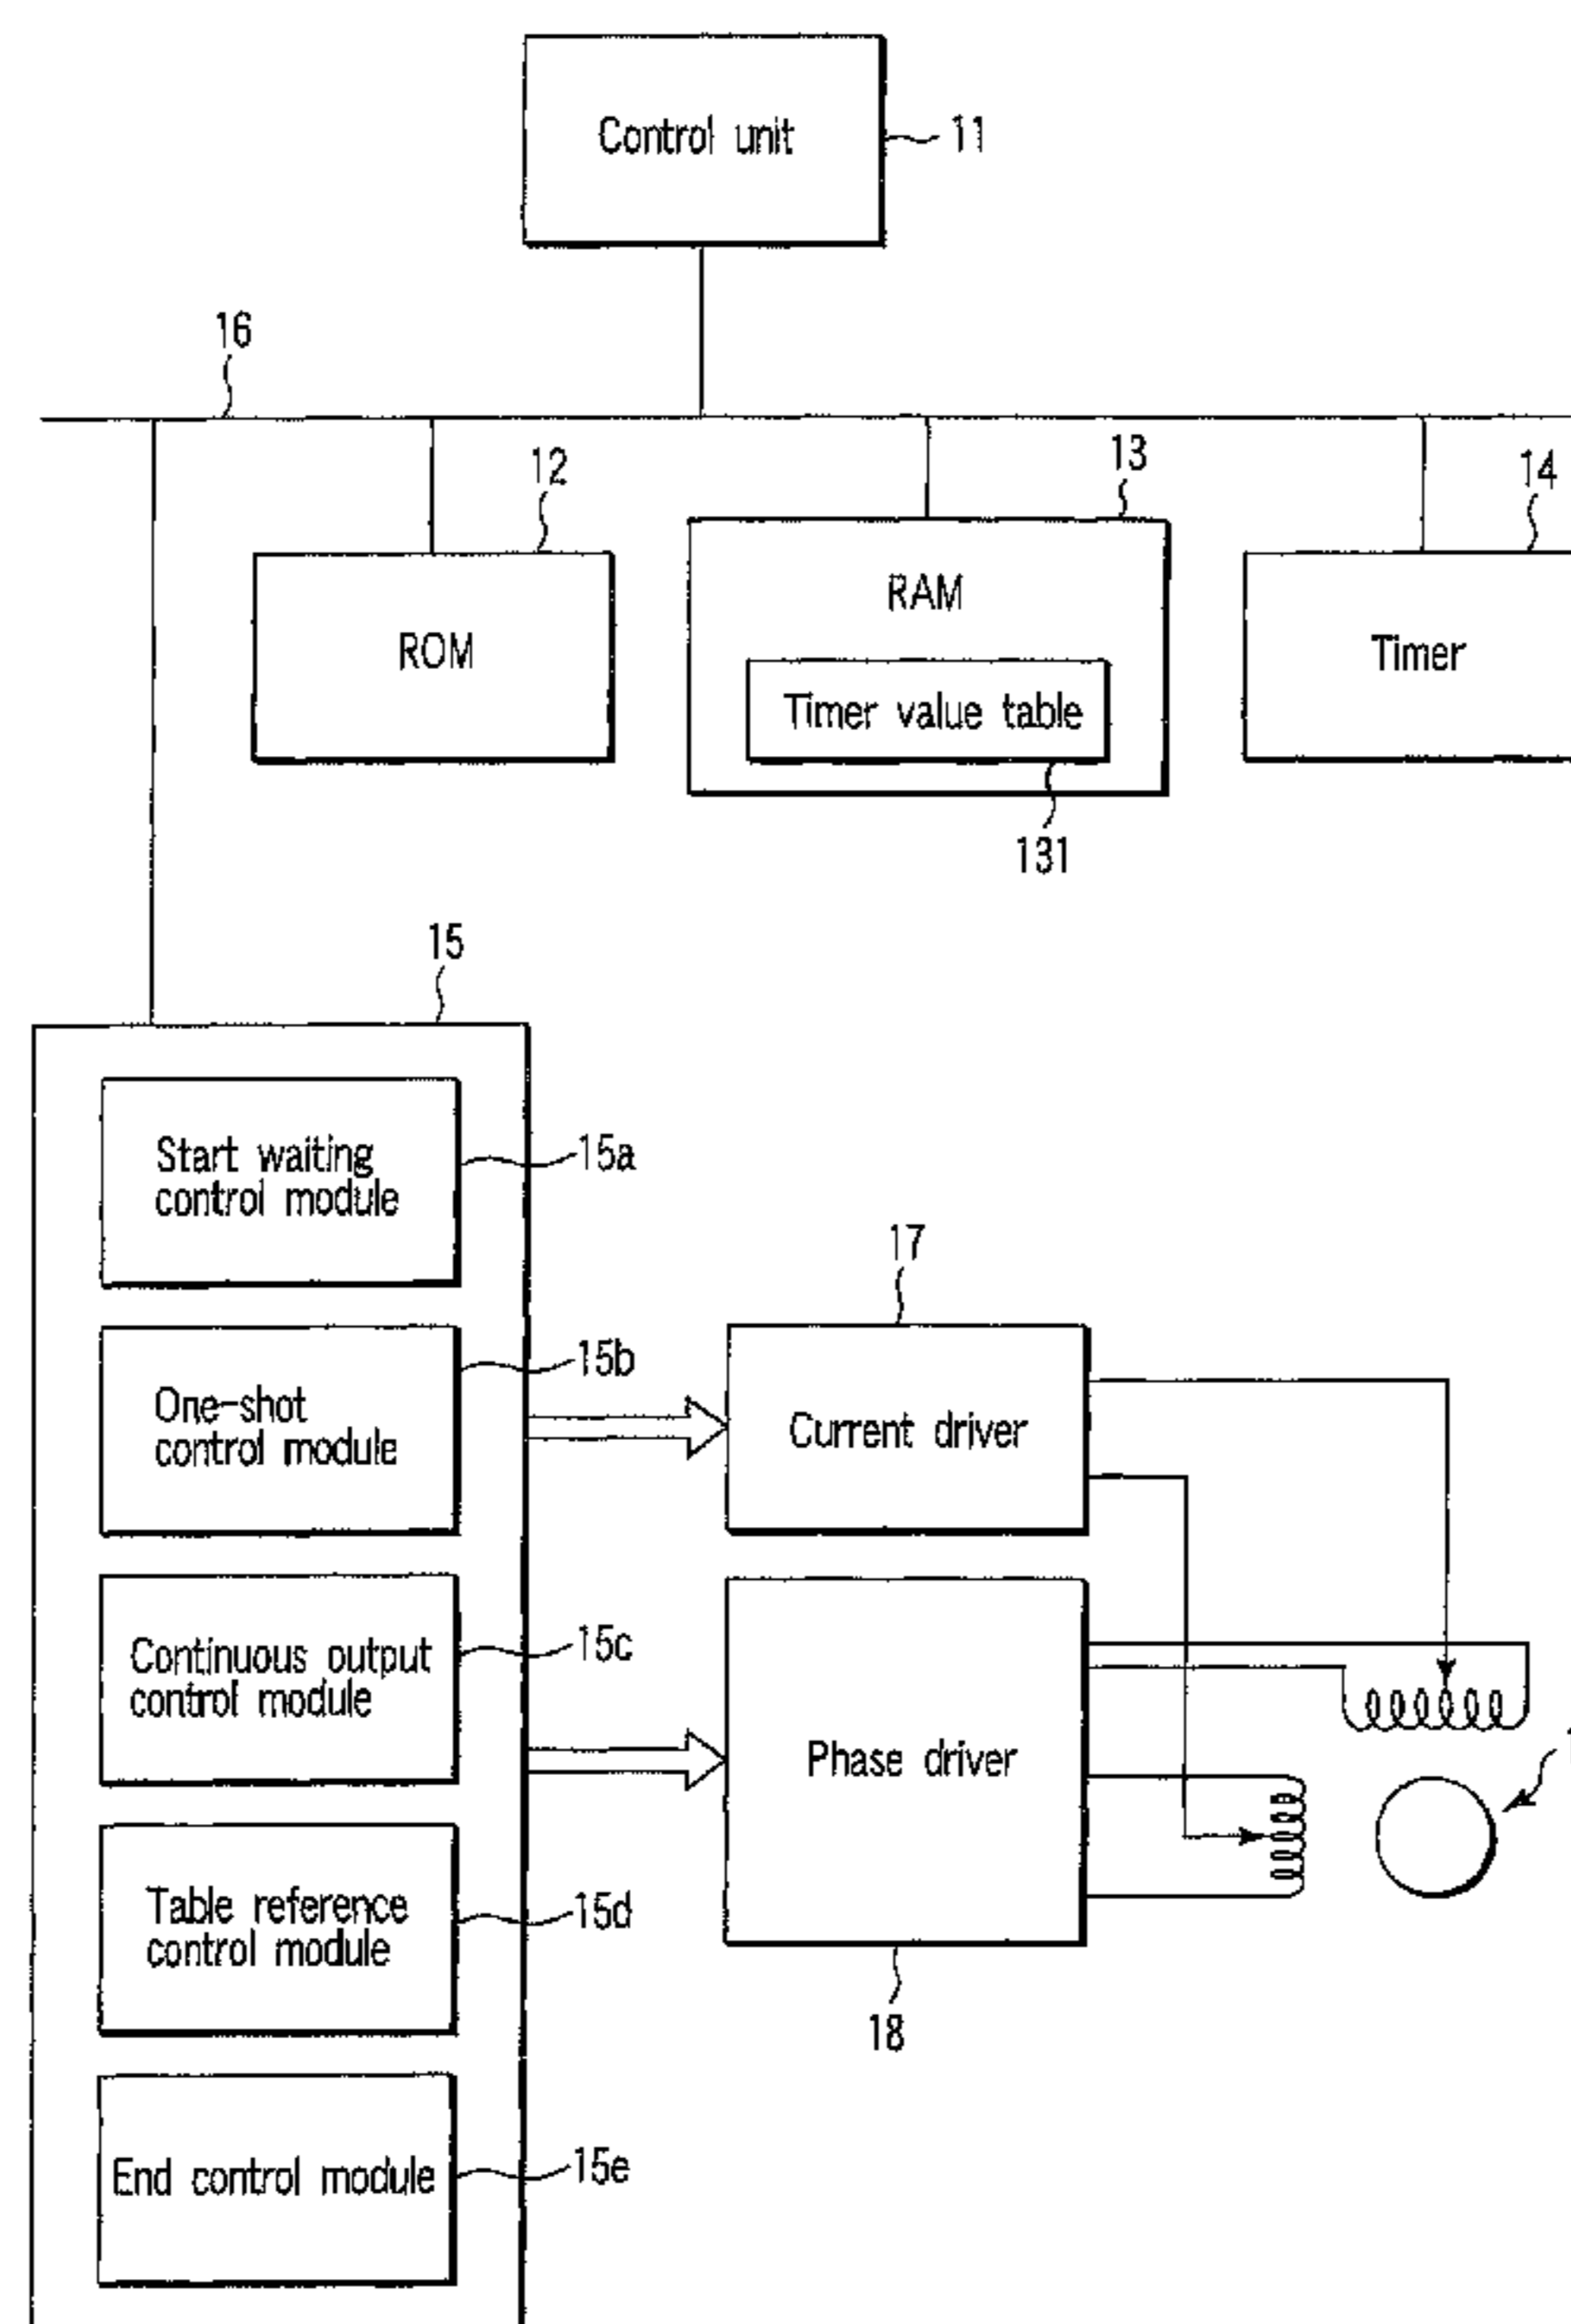 Control unit
11
16
12
13
14
ROM
RAM
Timer
Timer value table
131
15
Start waiting
control module
15a
17
15b
One-shot
control module
Current driver
15c
Continuous output
control module
Phase driver
Table reference
control module
15d
18
End control module
15e